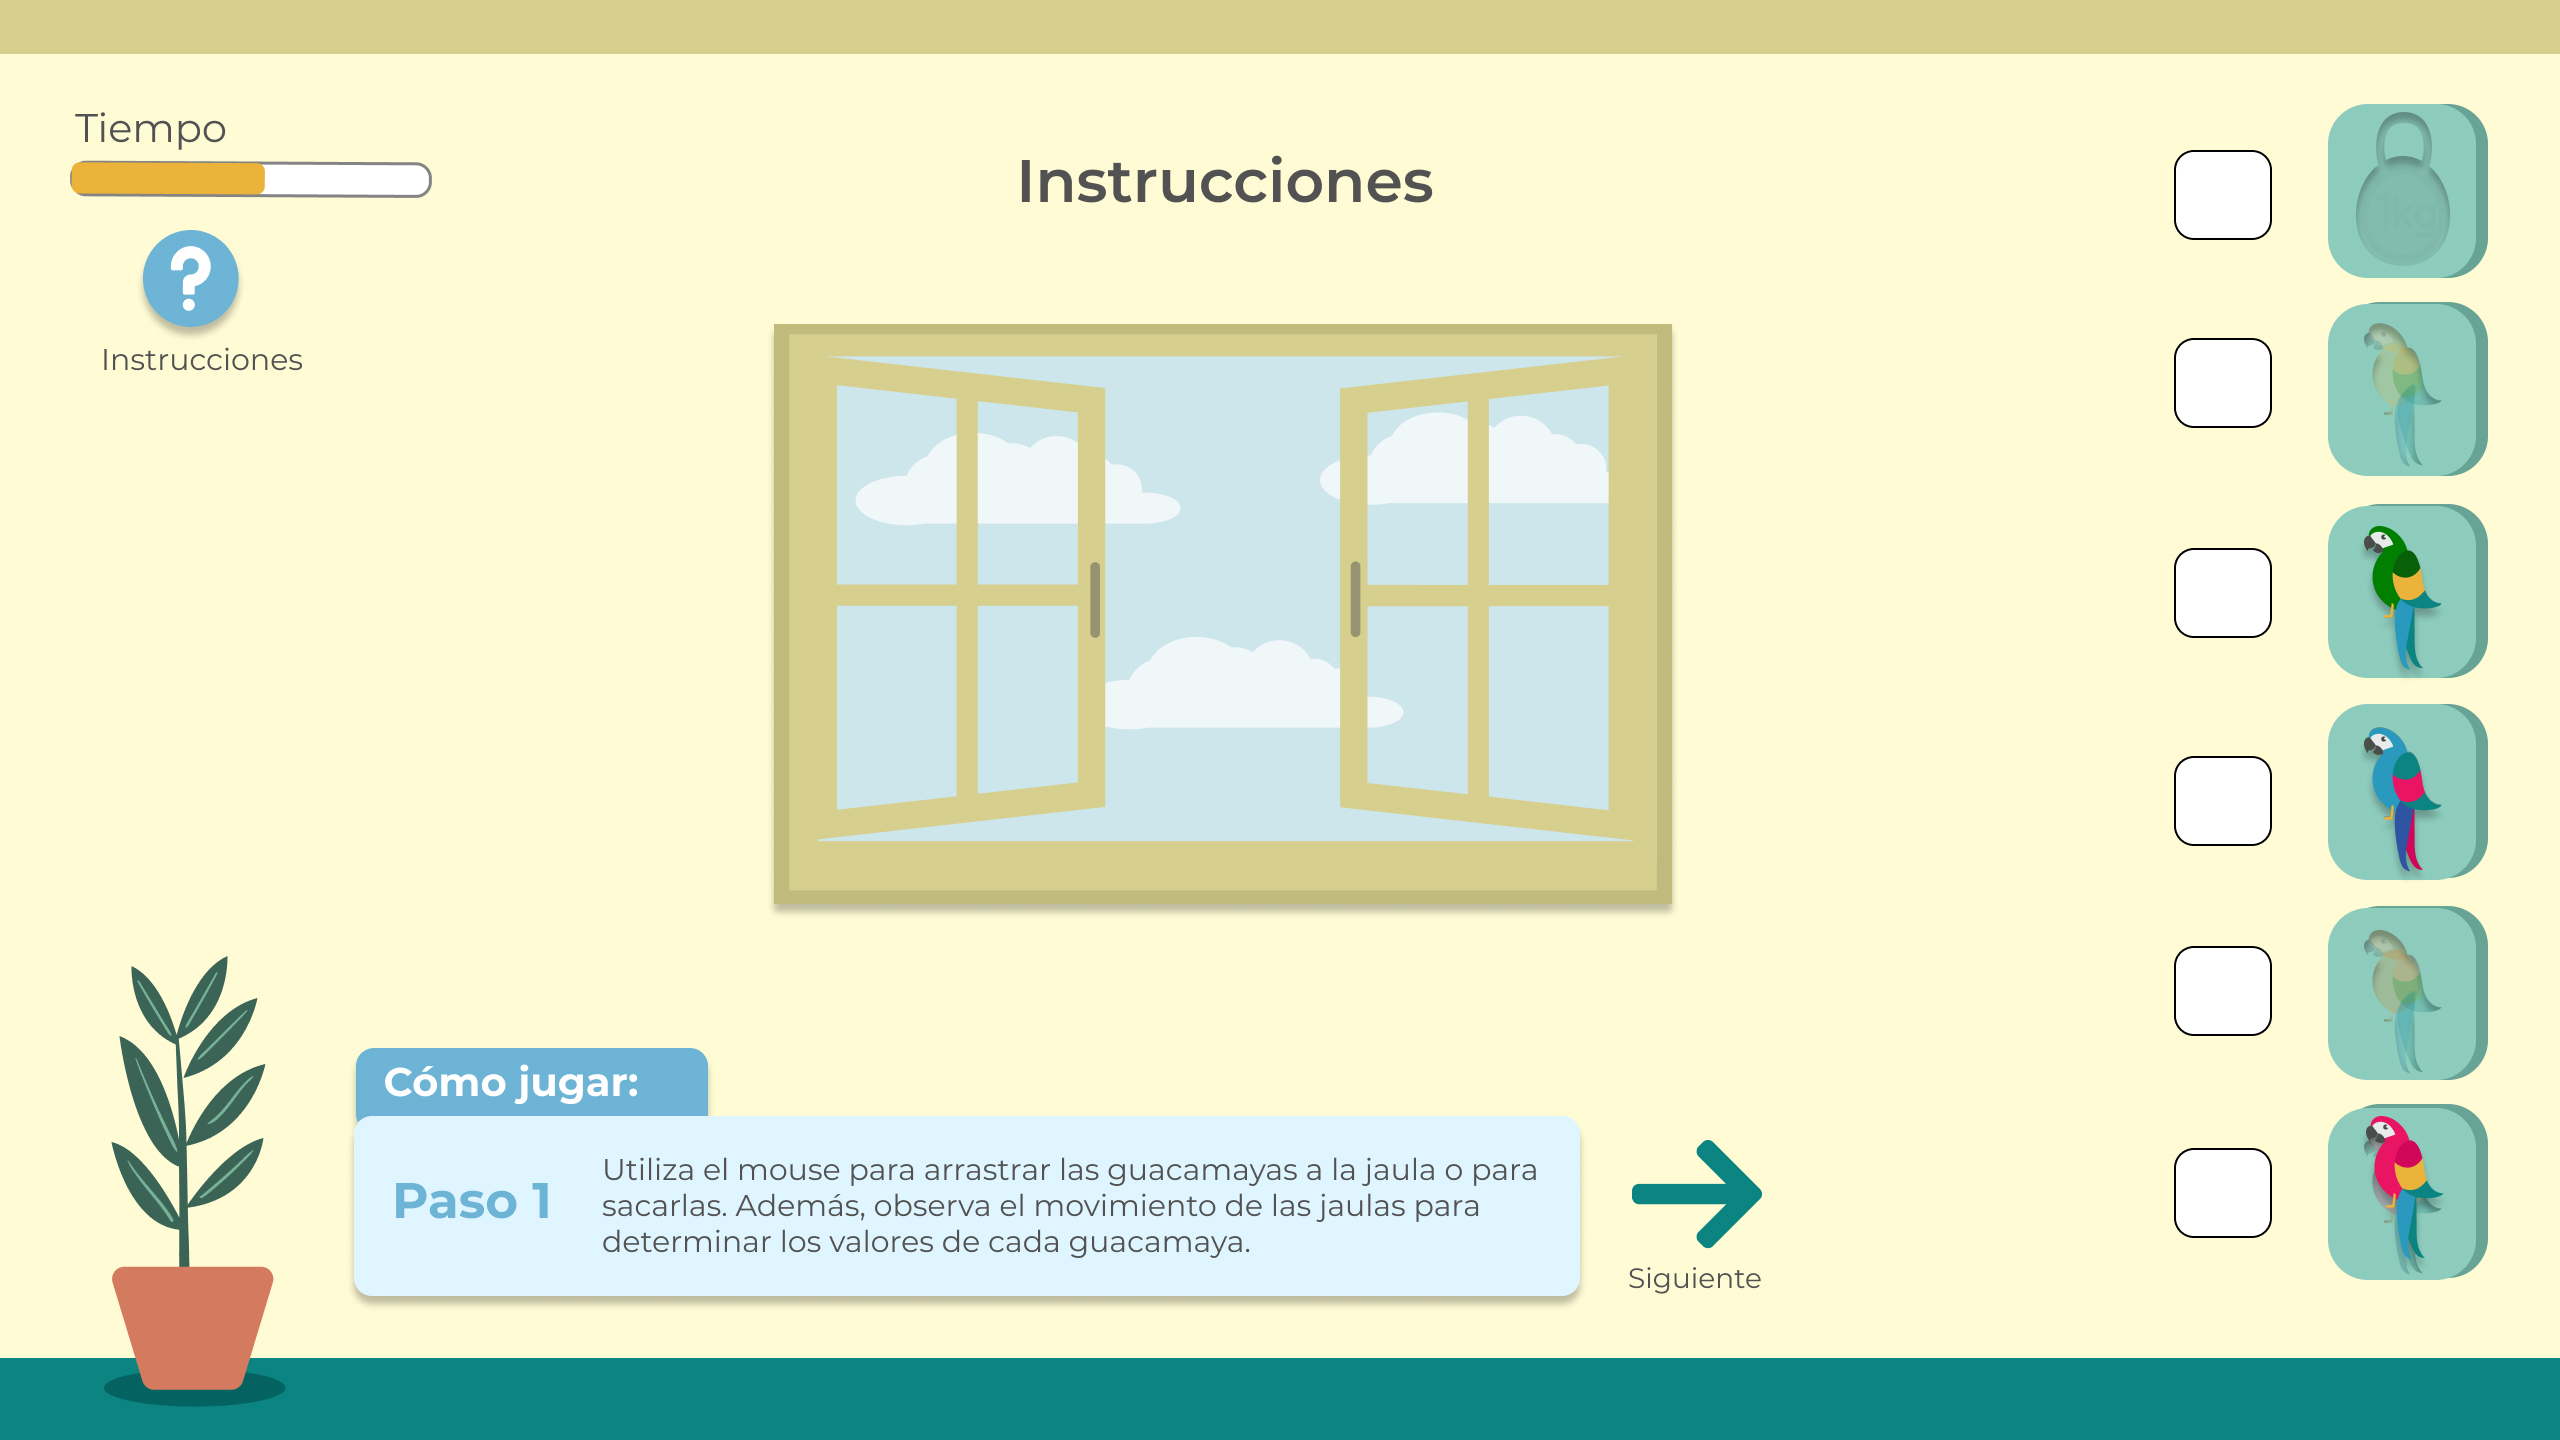 Tiempo
Instrucciones
?
Instrucciones
1kg
Cómo jugar:
Paso 1
Utiliza el mouse para arrastrar las guacamayas a la jaula o para
sacarlas. Además, observa el movimiento de las jaulas para
determinar los valores de cada guacamaya.
Siguiente